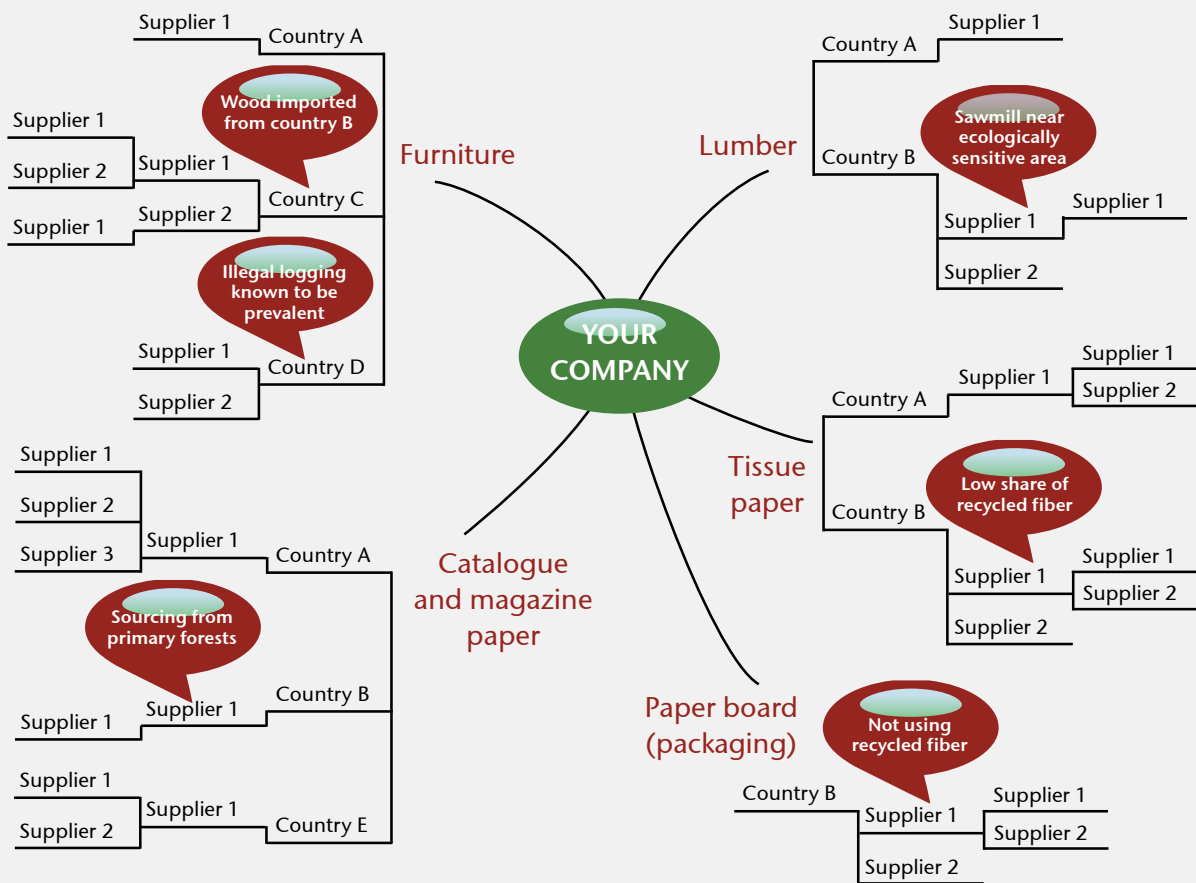 Supplier 1
Country A
Wood imported
from country B
Supplier 1
Supplier 2
Supplier 1
Supplier 1
Supplier 2
Country C
Illegal logging
known to be
prevalent
Supplier 1
Supplier 2
Country D
Furniture
Lumber
Supplier 1
Country A
Sawmill near
ecologically
sensitive area
Country B
Supplier 1
Supplier 1
Supplier 2
YOUR
COMPANY
Tissue
paper
Country A
Supplier 1
Supplier 1
Supplier 2
Low share of
recycled fiber
Country B
Supplier 1
Supplier 1
Supplier 2
Supplier 2
Supplier 1
Supplier 2
Supplier 3
Supplier 1
Country A
Catalogue
and magazine
paper
Sourcing from
primary forests
Supplier 1
Supplier 1
Country B
Supplier 1
Supplier 2
Supplier 1
Country E
Paper board
(packaging)
Not using
recycled fiber
Country B
Supplier 1
Supplier 1
Supplier 2
Supplier 2